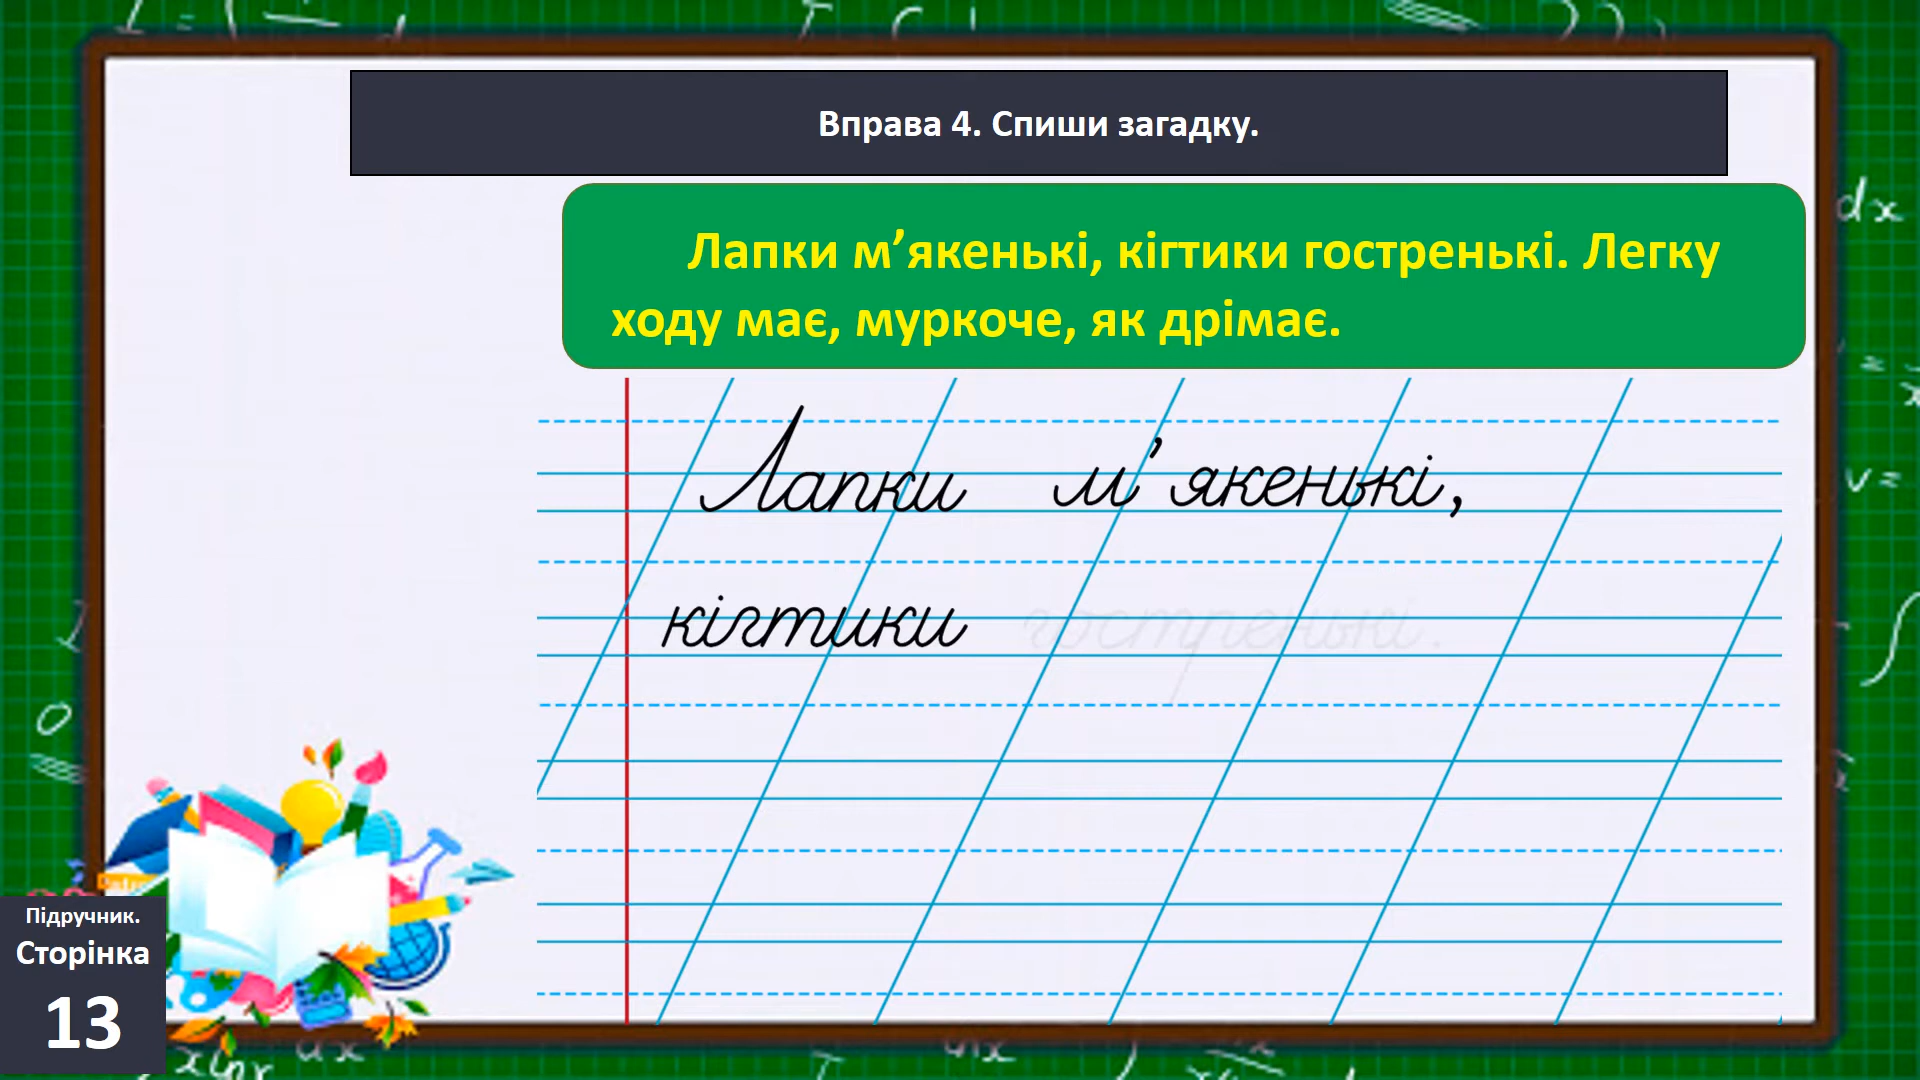 Вправа 4. Спиши загадку.
Лапки м’якенькі, кігтики гостренькі. Легку
ходу має, муркоче, як дрімає.
Лапки м’якенькі,
кігтики гостренькі.
Підручник.
Сторінка
13
dx